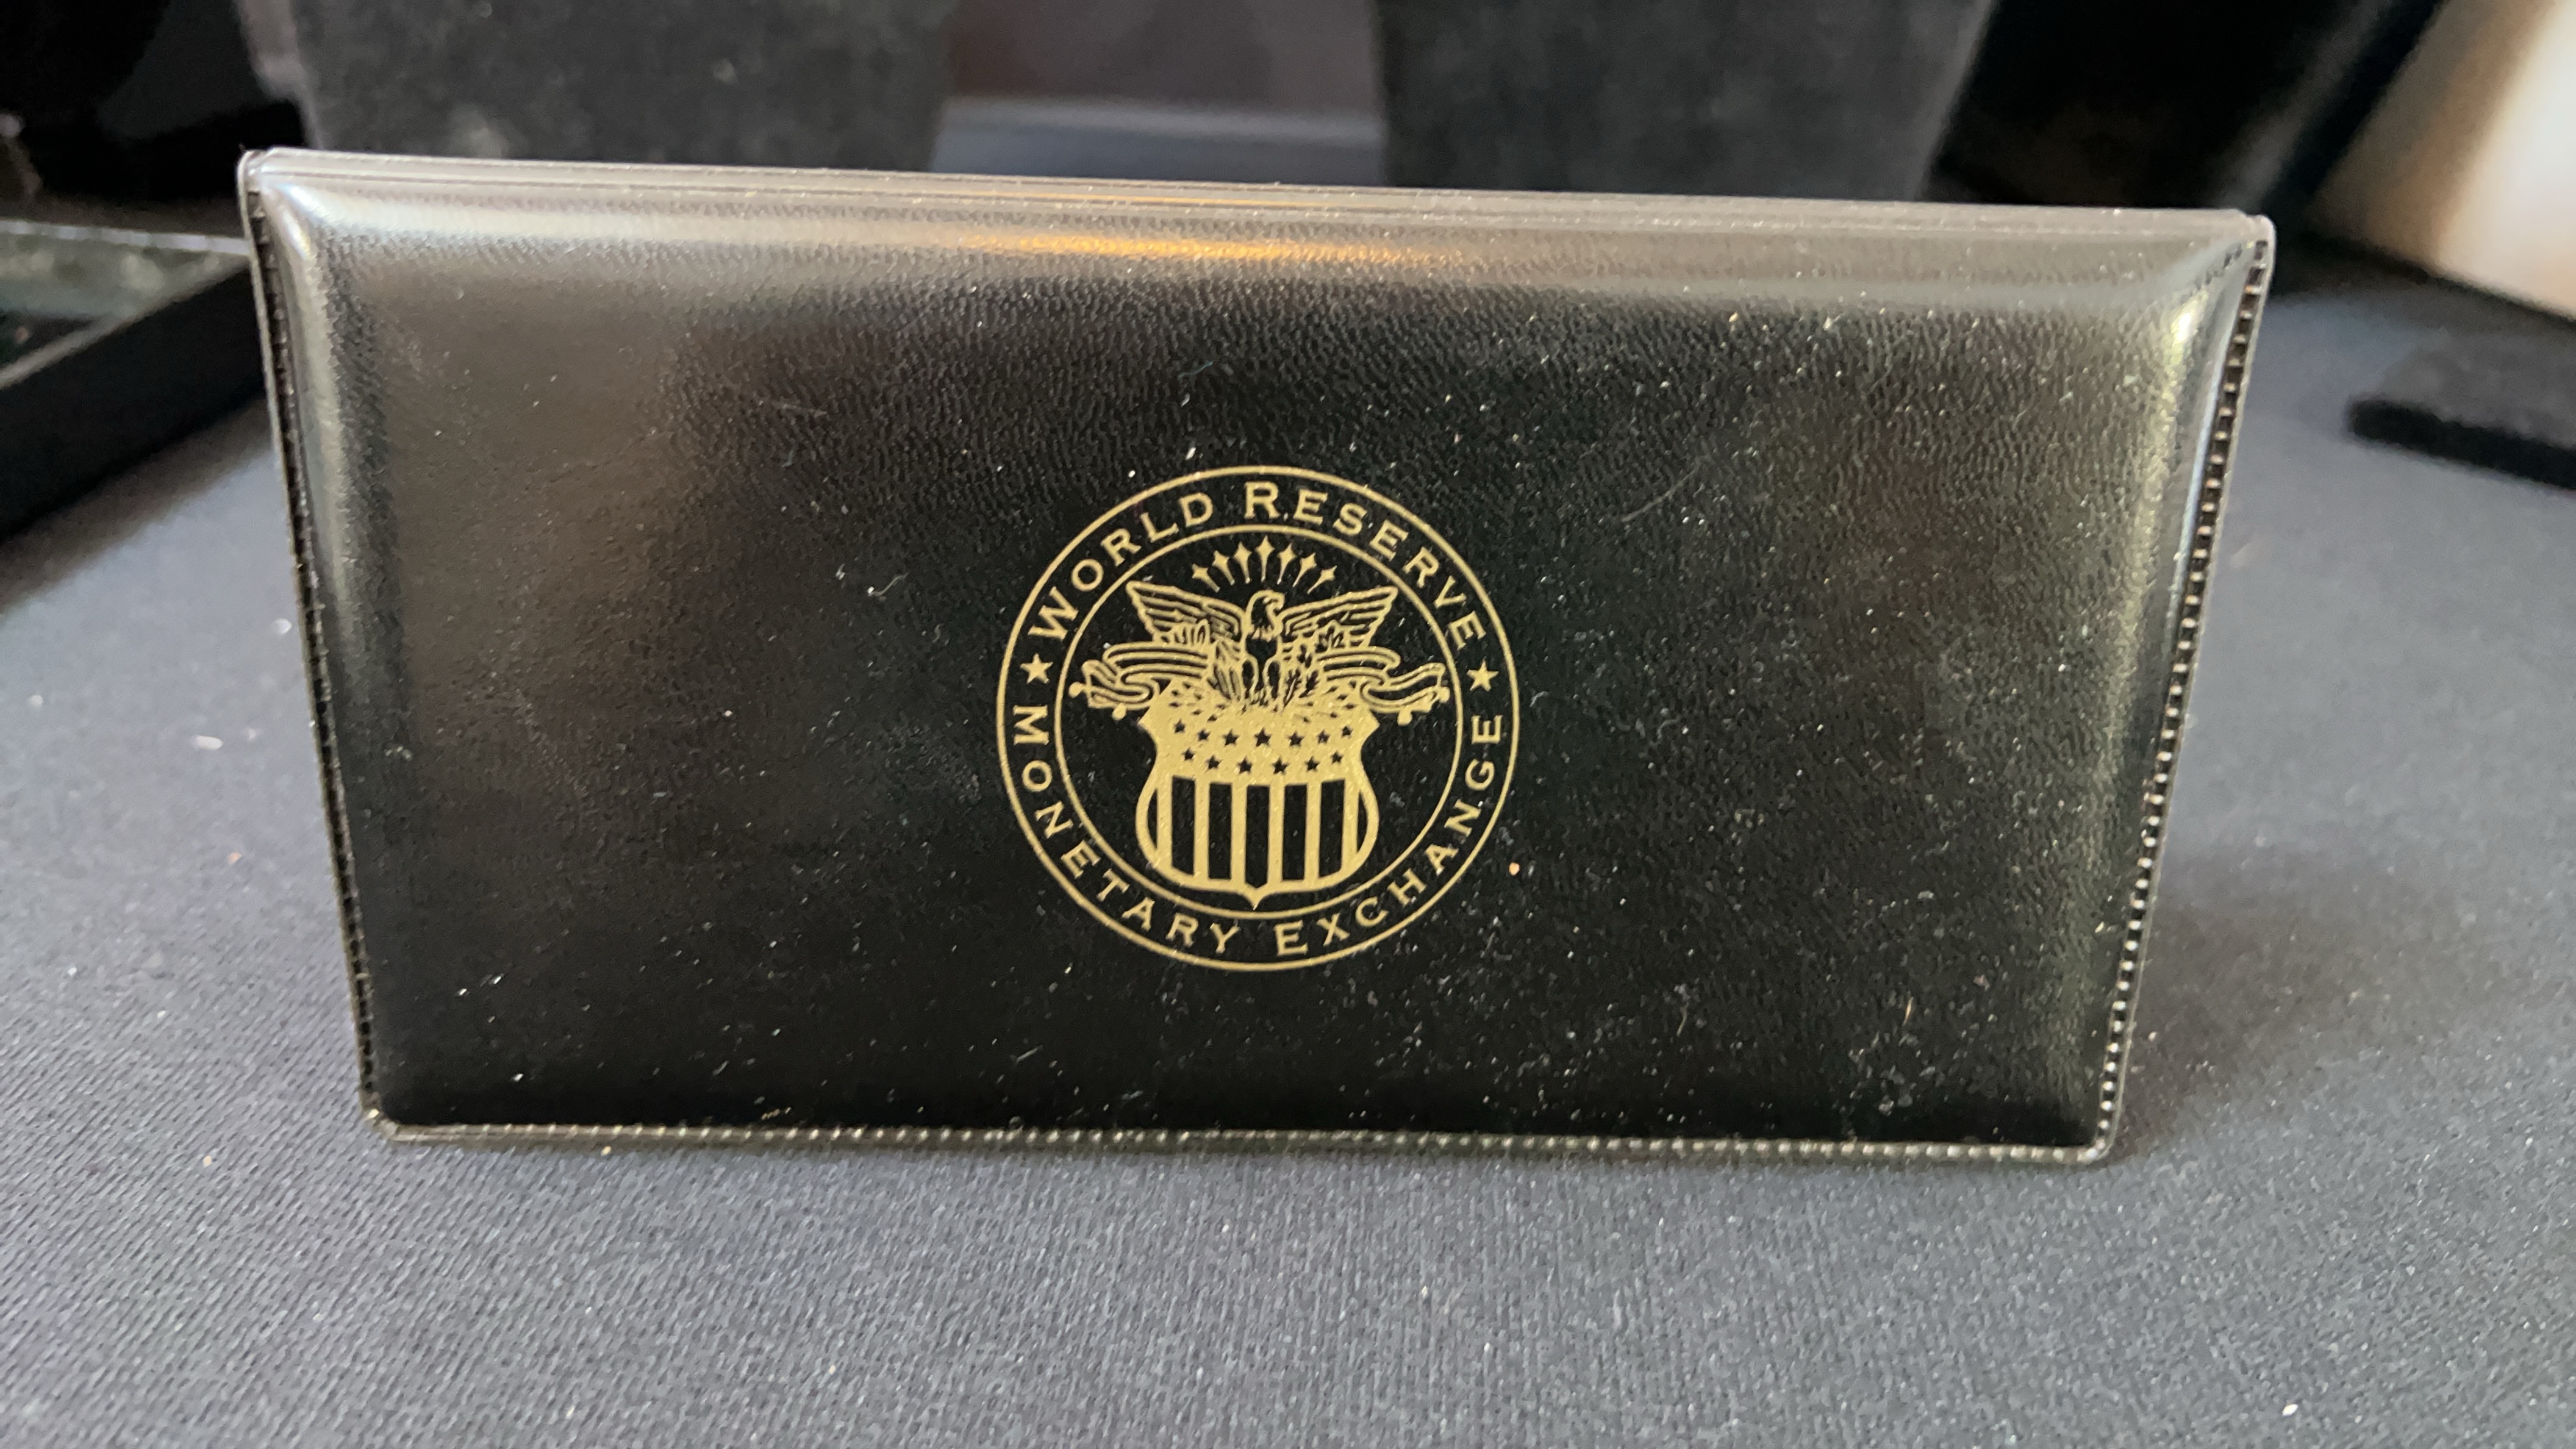 ★ WORLD RESERVE ★
MONETARY EXCHANGE